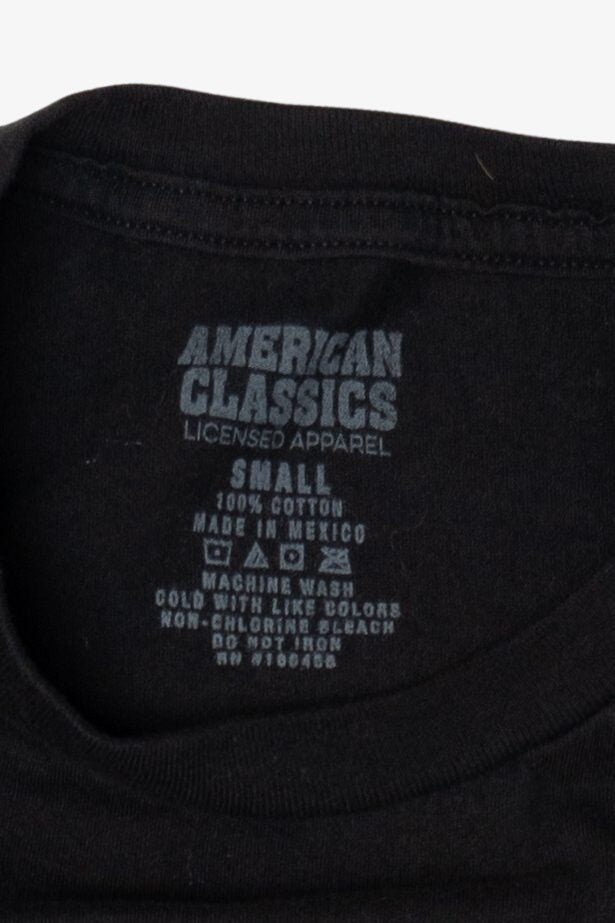 AMERICAN
CLASSICS
LICENSED APPAREL
SMALL
100% COTTON
MADE IN MEXICO
MACHINE WASH
COLD WITH LIKE COLORS
NON-CHLORINE BLEACH
DO NOT IRON
RN